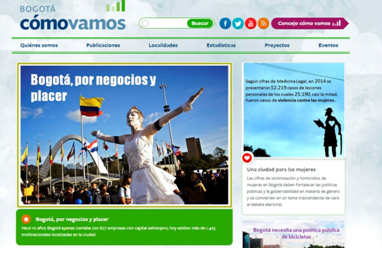 BOGOTÁ
cómovamos
Buscar
Concejo cómo vamos
Quiénes somos
Publicaciones
Localidades
Estadísticas
Proyectos
Eventos
Bogotá, por negocios y
placer
Bogotá, por negocios y placer
Hace 10 años Bogotá apenas contaba con 627 empresas con capital extranjero, hoy existen más de 1.403
multinacionales localizadas en la ciudad.
Según cifras de Medicina Legal, en 2014 se
presentaron 52.219 casos de lesiones
personales de los cuales 25.190, casi la mitad,
fueron casos de violencia contra las mujeres.
Una ciudad para las mujeres
Las cifras de victimización y homicidios de
mujeres en Bogotá deben fortalecer las políticas
públicas y la gobernabilidad en materia de género
y se convierten en un tema trascendental de cara
al debate electoral.
Bogotá necesita una política pública
de bicicletas